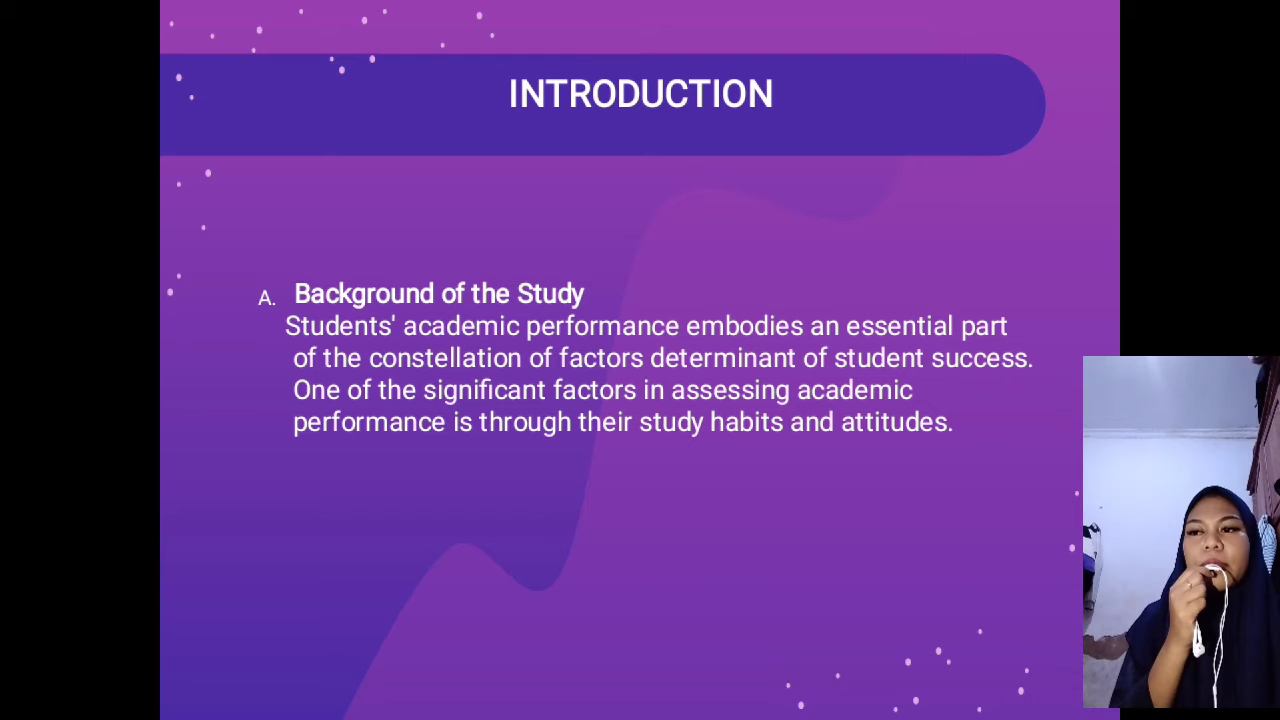 INTRODUCTION
A. Background of the Study
Students' academic performance embodies an essential part
of the constellation of factors determinant of student success.
One of the significant factors in assessing academic
performance is through their study habits and attitudes.